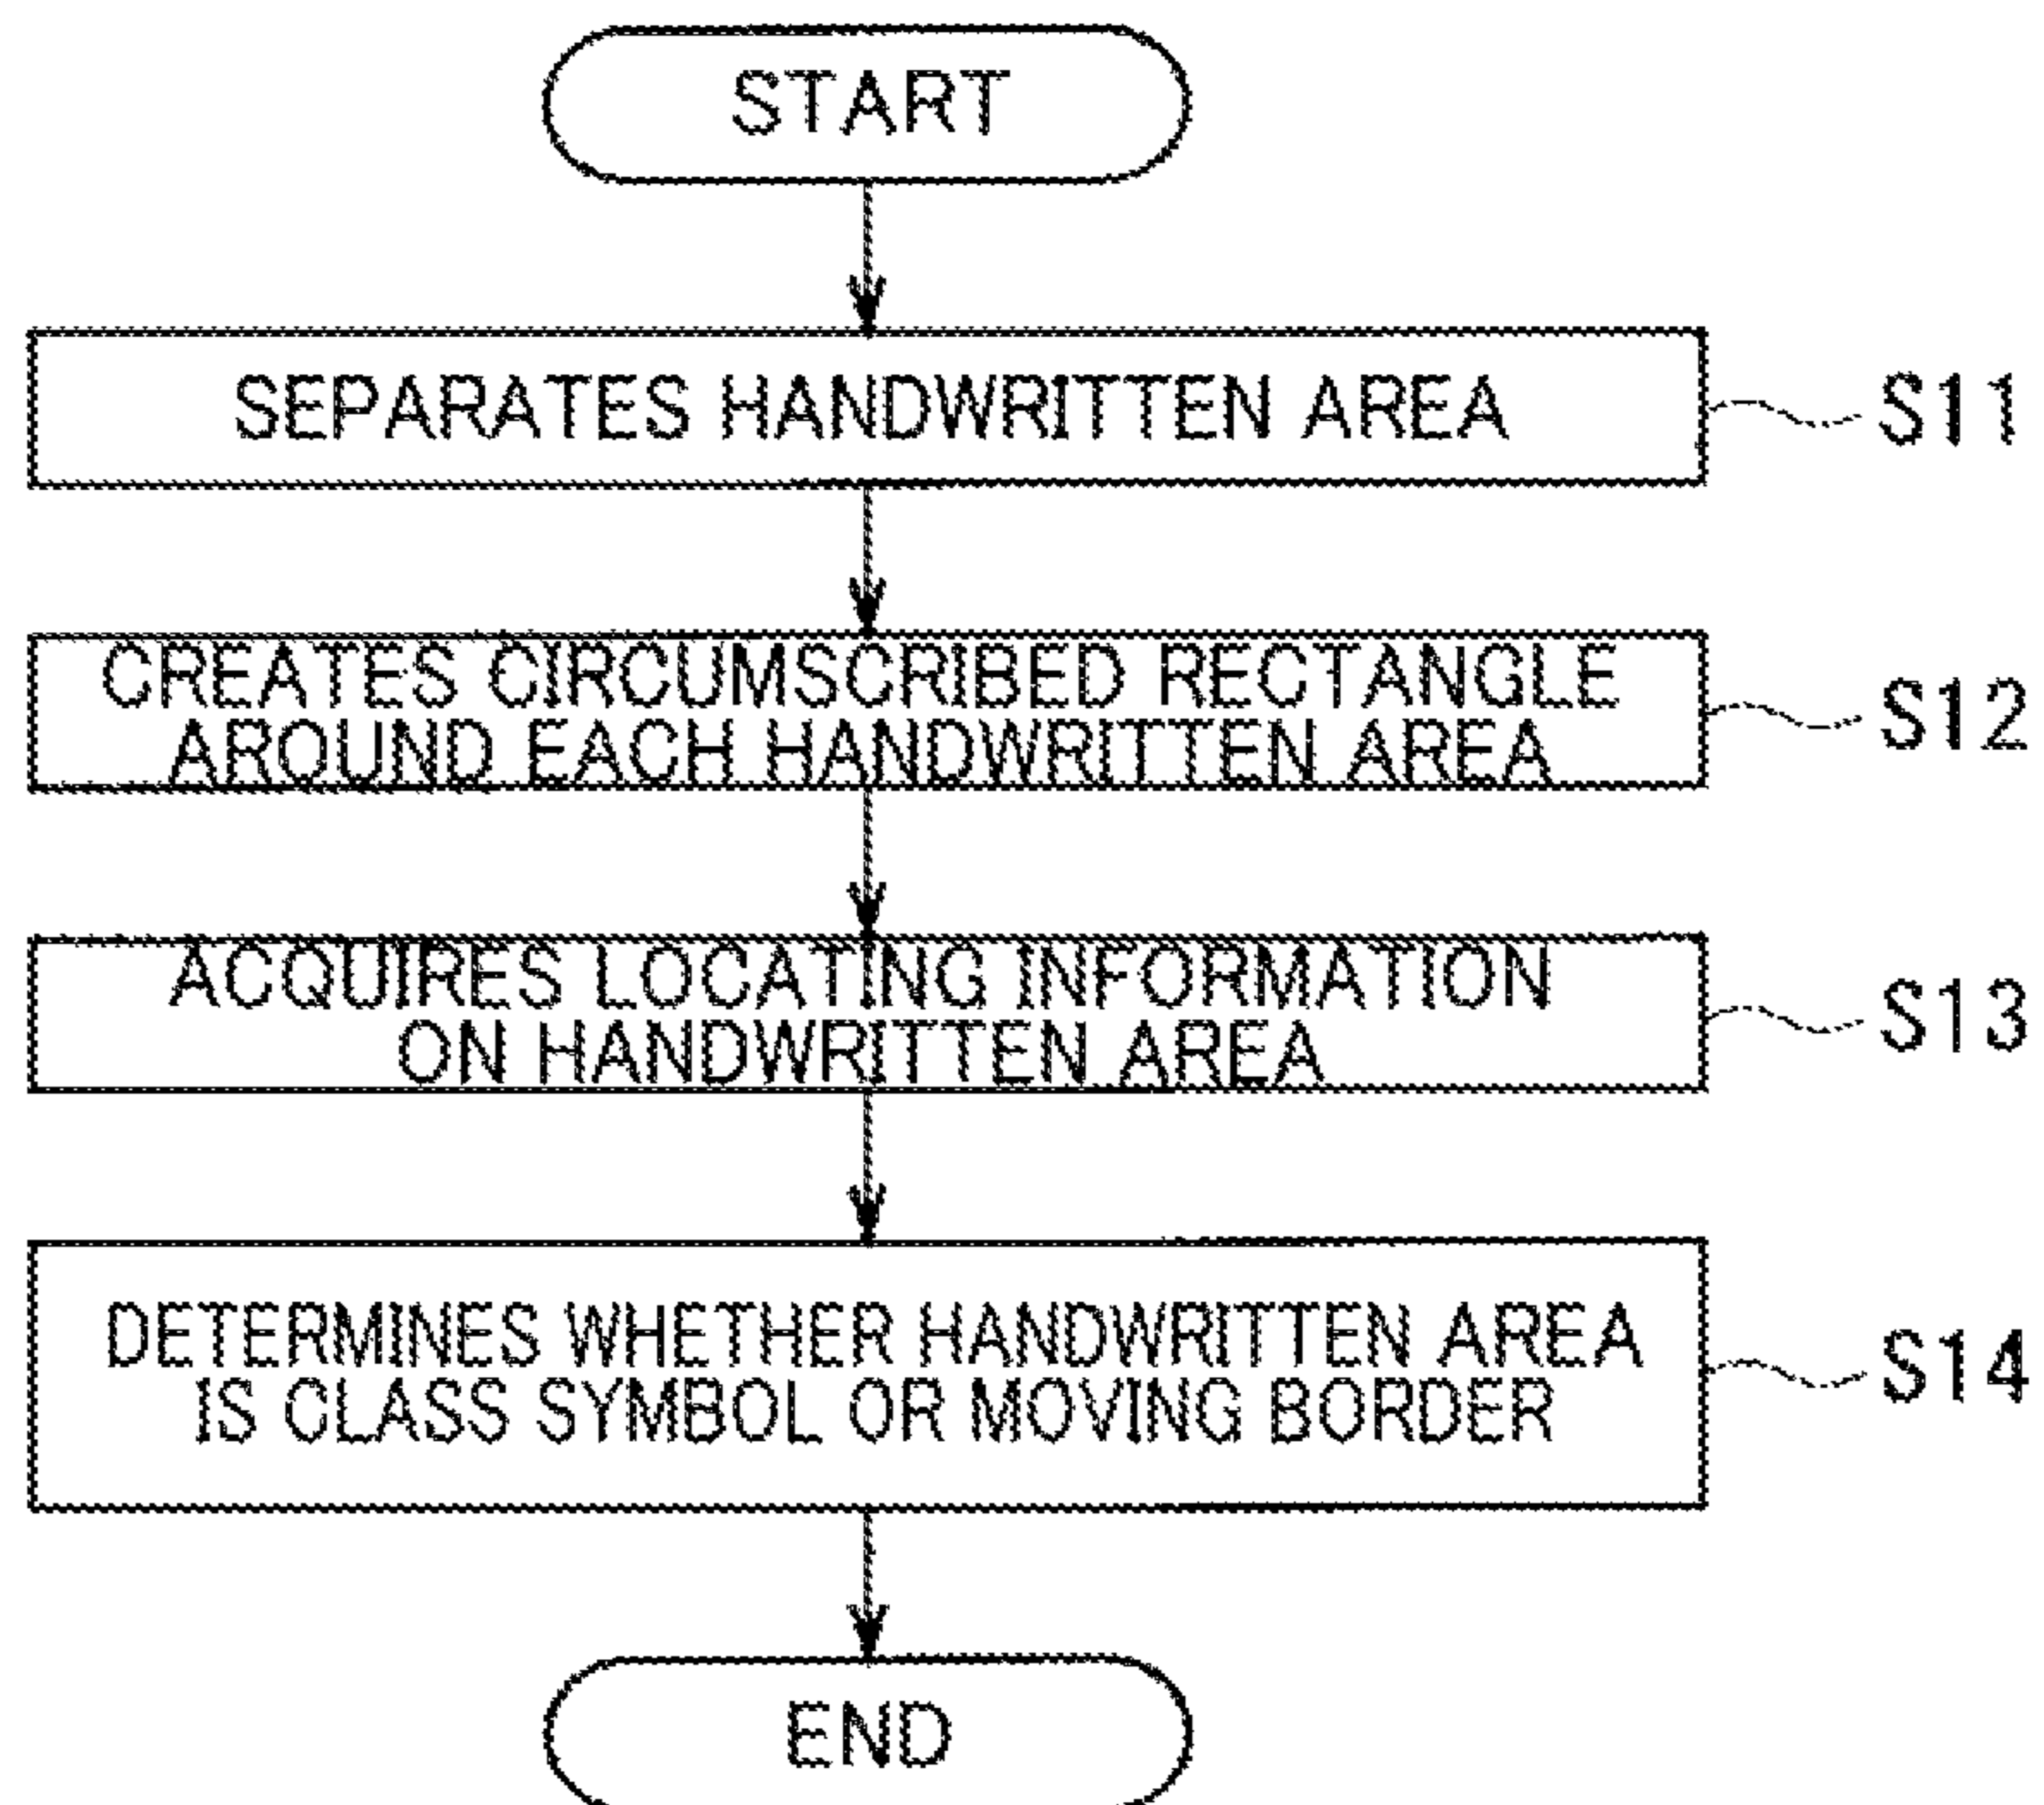 START
SEPARATES HANDWRITTEN AREA
S11
CREATES CIRCUMSCRIBED RECTANGLE
AROUND EACH HANDWRITTEN AREA
S12
ACQUIRES LOCATING INFORMATION
ON HANDWRITTEN AREA
S13
DETERMINES WHETHER HANDWRITTEN AREA
IS CLASS SYMBOL OR MOVING BORDER
S14
END